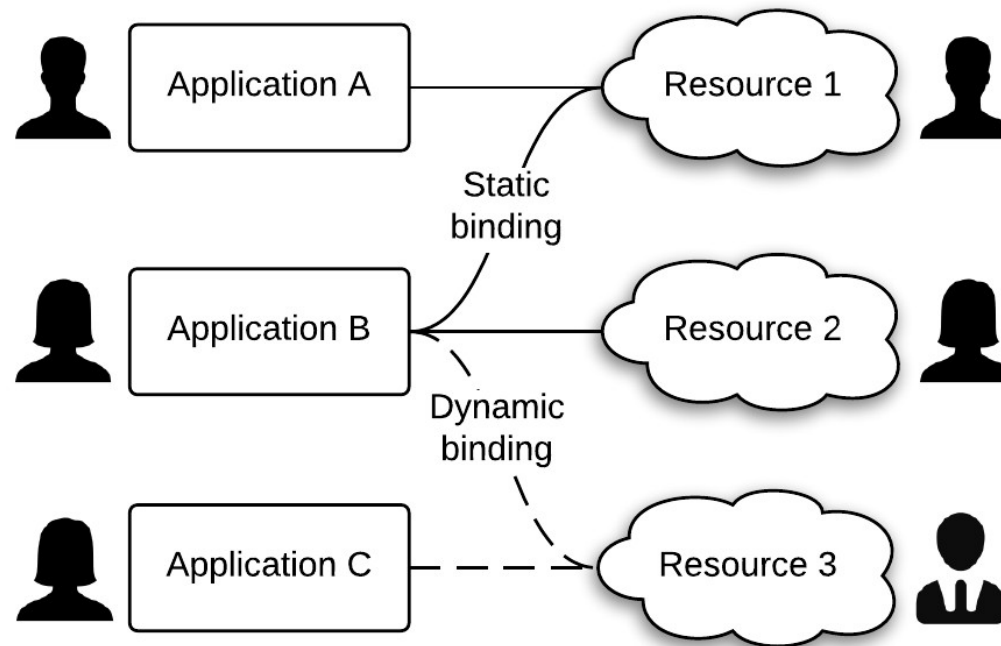 Application A
Resource 1
Static
binding
Application B
Resource 2
Dynamic
binding
Application C
Resource 3